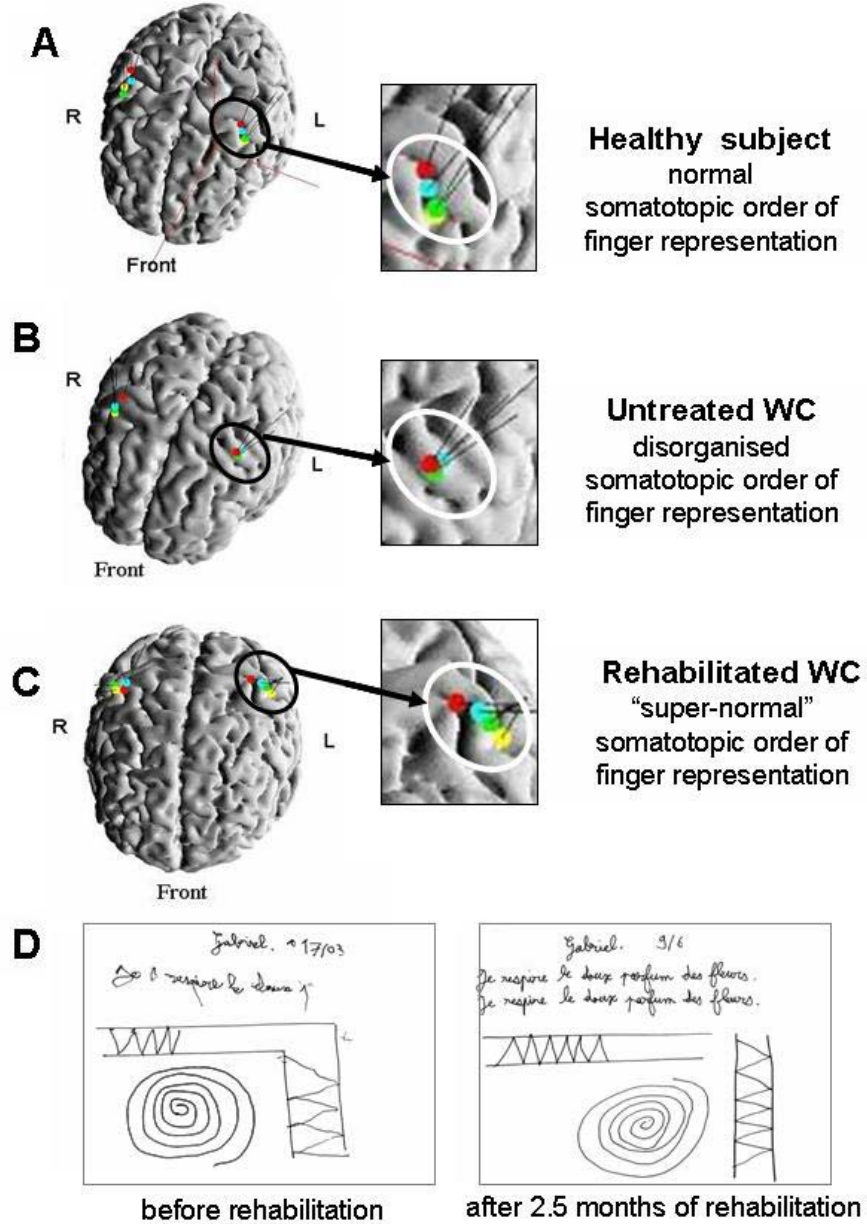 A
R
L
Front
Healthy subject
normal
somatotopic order of
finger representation
B
R
L
Front
Untreated WC
disorganised
somatotopic order of
finger representation
C
R
L
Front
Rehabilitated WC
“super-normal”
somatotopic order of
finger representation
D
Gabriel. 17/03
Je respire le doux p
before rehabilitation
Gabriel. 9/6
Je respire le doux parfum des fleurs.
Je respire le doux parfum des fleurs.
after 2.5 months of rehabilitation